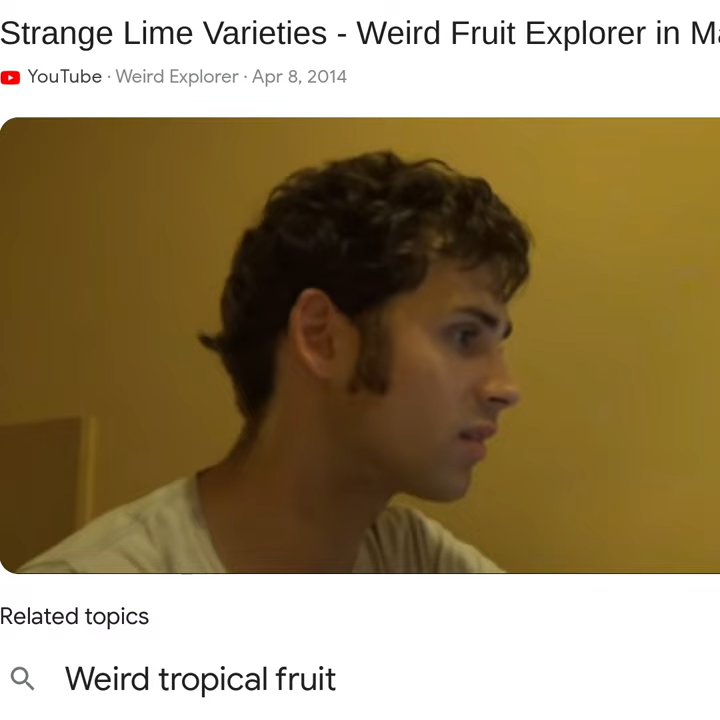 Strange Lime Varieties - Weird Fruit Explorer in Ma
YouTube · Weird Explorer · Apr 8, 2014
Related topics
Weird tropical fruit